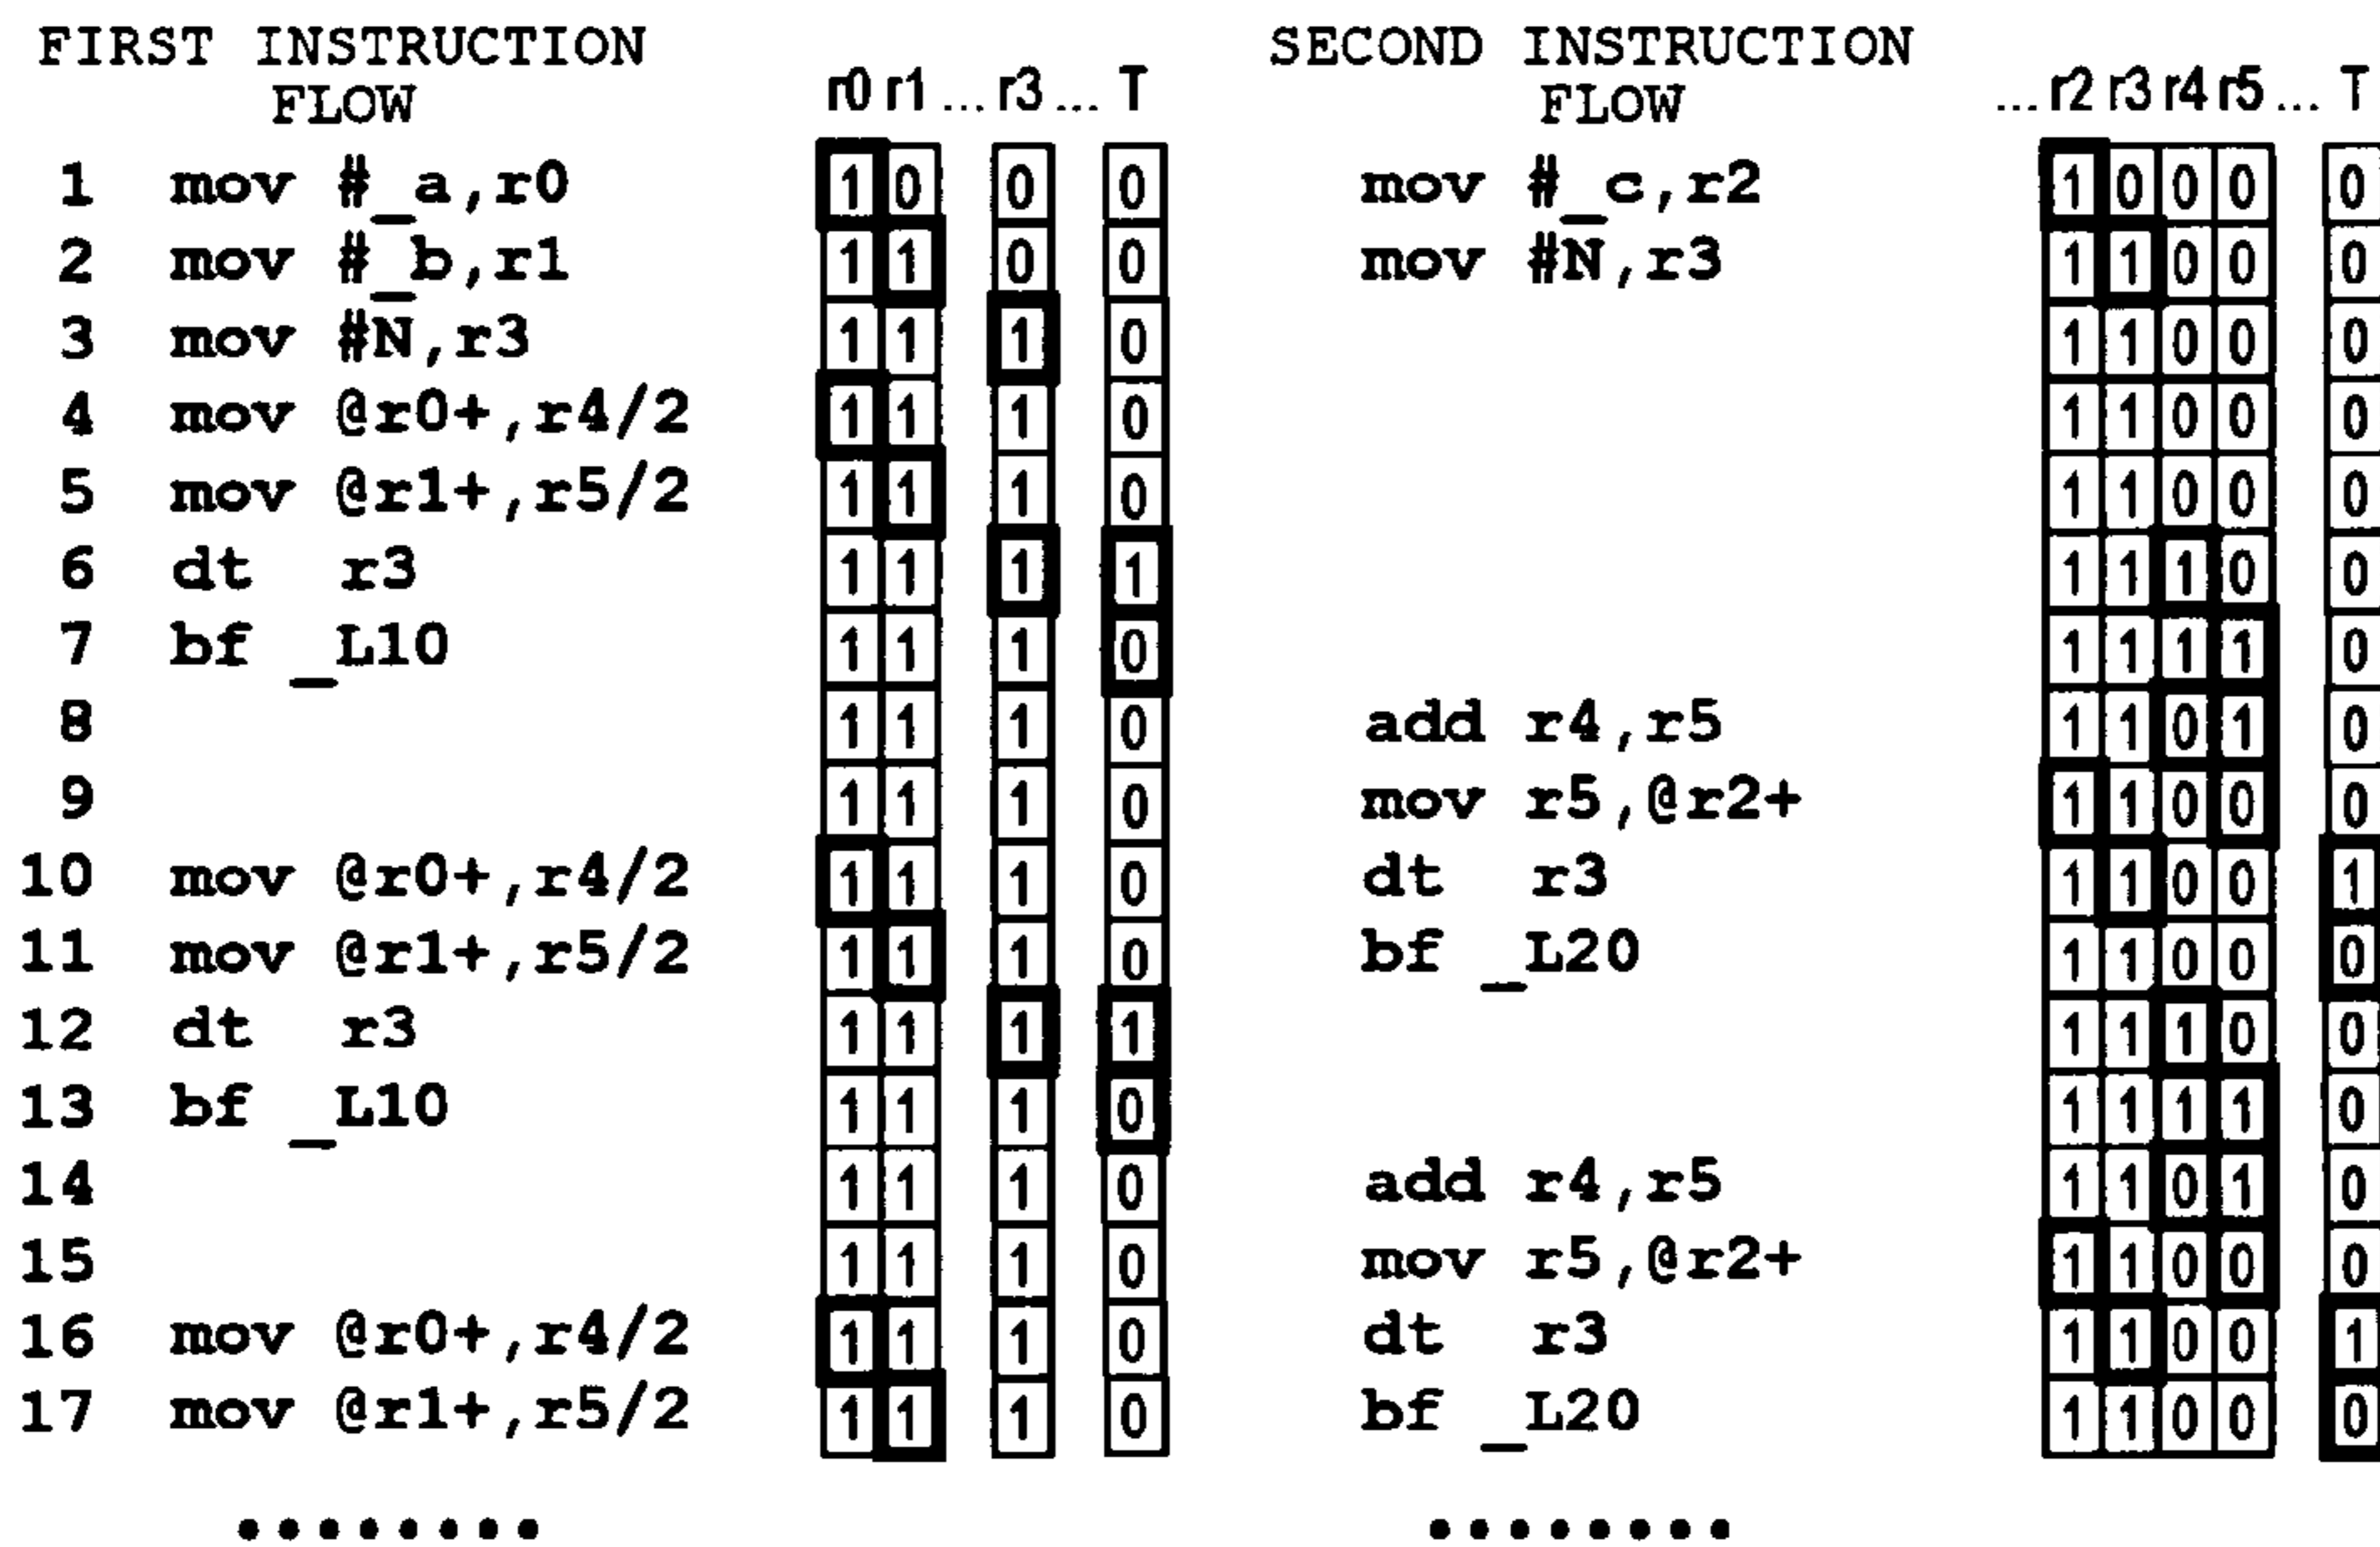 FIRST INSTRUCTION FLOW r0 r1 ... r3 ... T SECOND INSTRUCTION FLOW ... r2 r3 r4 r5 ... T
1 mov #_a,r0 1 0 0 0 mov #_c,r2 1 0 0 0 0
2 mov #_b,r1 1 1 0 0 mov #N,r3 1 1 0 0 0
3 mov #N,r3 1 1 1 0 1 1 0 0 0
4 mov @r0+,r4/2 1 1 1 0 1 1 0 0 0
5 mov @r1+,r5/2 1 1 1 0 1 1 0 0 0
6 dt r3 1 1 1 1 1 1 1 0 0
7 bf _L10 1 1 1 0 1 1 1 1 0
8 1 1 1 0 add r4,r5 1 1 0 1 0
9 1 1 1 0 mov r5,@r2+ 1 1 0 0 0
10 mov @r0+,r4/2 1 1 1 0 dt r3 1 1 0 0 1
11 mov @r1+,r5/2 1 1 1 0 bf _L20 1 1 0 0 0
12 dt r3 1 1 1 1 1 1 1 0 0
13 bf _L10 1 1 1 0 1 1 1 1 0
14 1 1 1 0 add r4,r5 1 1 0 1 0
15 1 1 1 0 mov r5,@r2+ 1 1 0 0 0
16 mov @r0+,r4/2 1 1 1 0 dt r3 1 1 0 0 1
17 mov @r1+,r5/2 1 1 1 0 bf _L20 1 1 0 0 0
........ ........